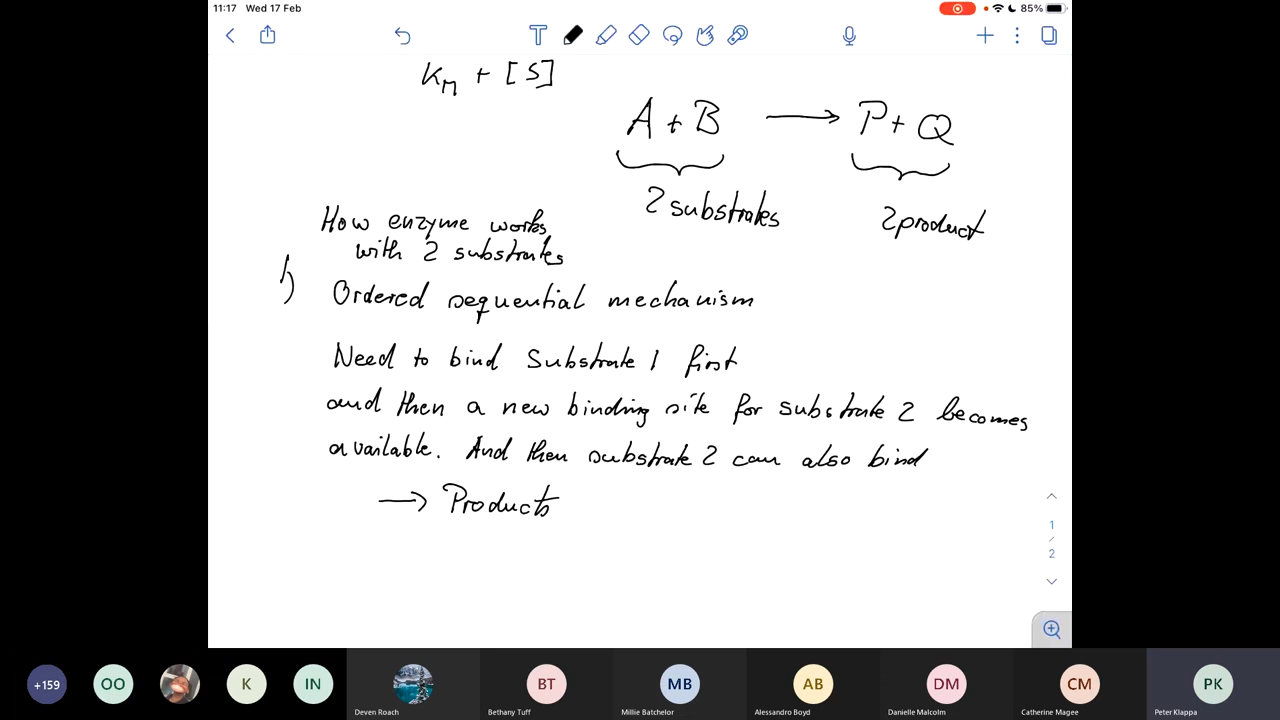 11:17 Wed 17 Feb
85%
KM + [S]
A + B → P + Q
2 substrates
2 product
How enzyme works
with 2 substrates
1) Ordered sequential mechanism
Need to bind Substrate 1 first
and then a new binding site for substrate 2 becomes
available. And then substrate 2 can also bind
→ Products
1
/
2
+159
OO
K
IN
BT
MB
AB
DM
CM
PK
Deven Roach
Bethany Tuff
Millie Batchelor
Alessandro Boyd
Danielle Malcolm
Catherine Magee
Peter Klappa